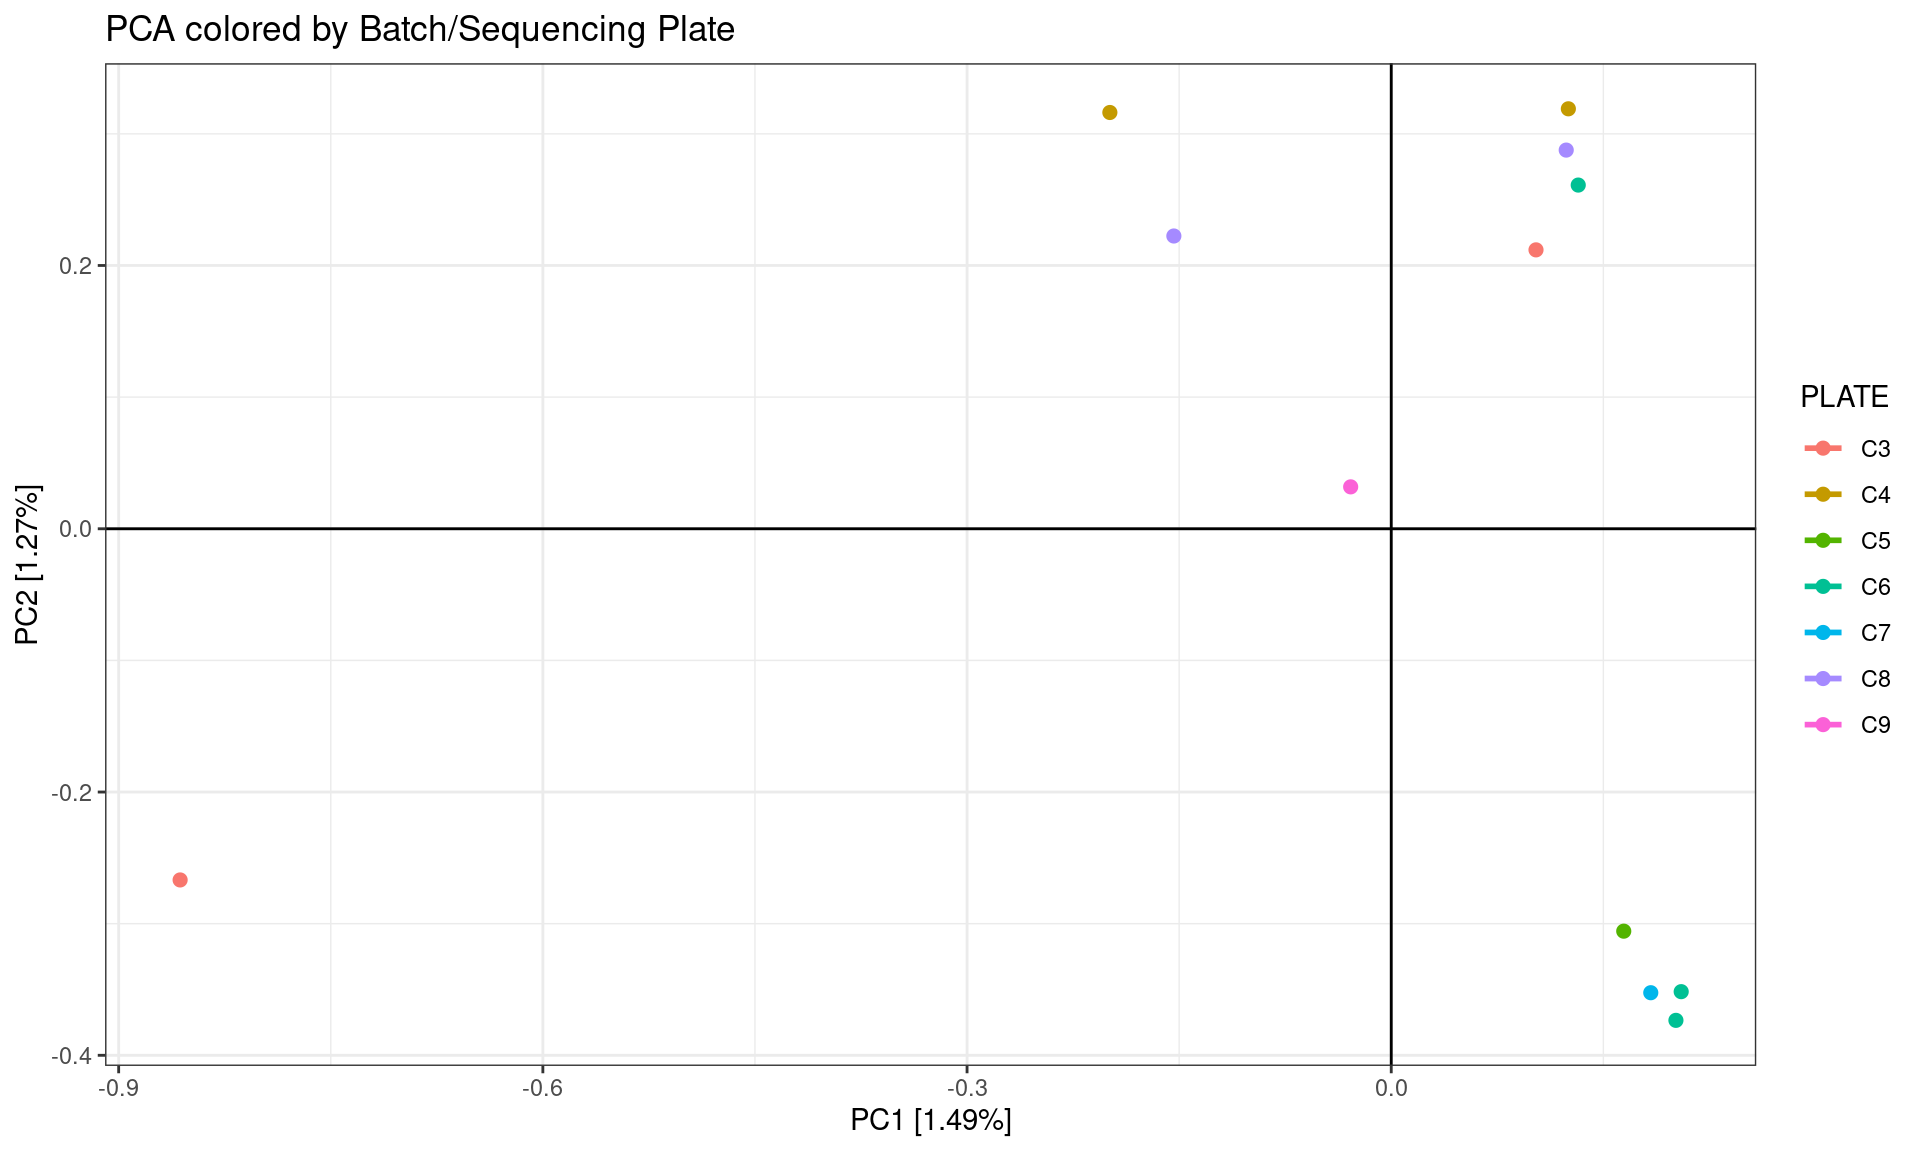 PCA colored by Batch/Sequencing Plate
0.2
0.0
-0.2
-0.4
PC2 [1.27%]
-0.9
-0.6
-0.3
0.0
PC1 [1.49%]
PLATE
C3
C4
C5
C6
C7
C8
C9